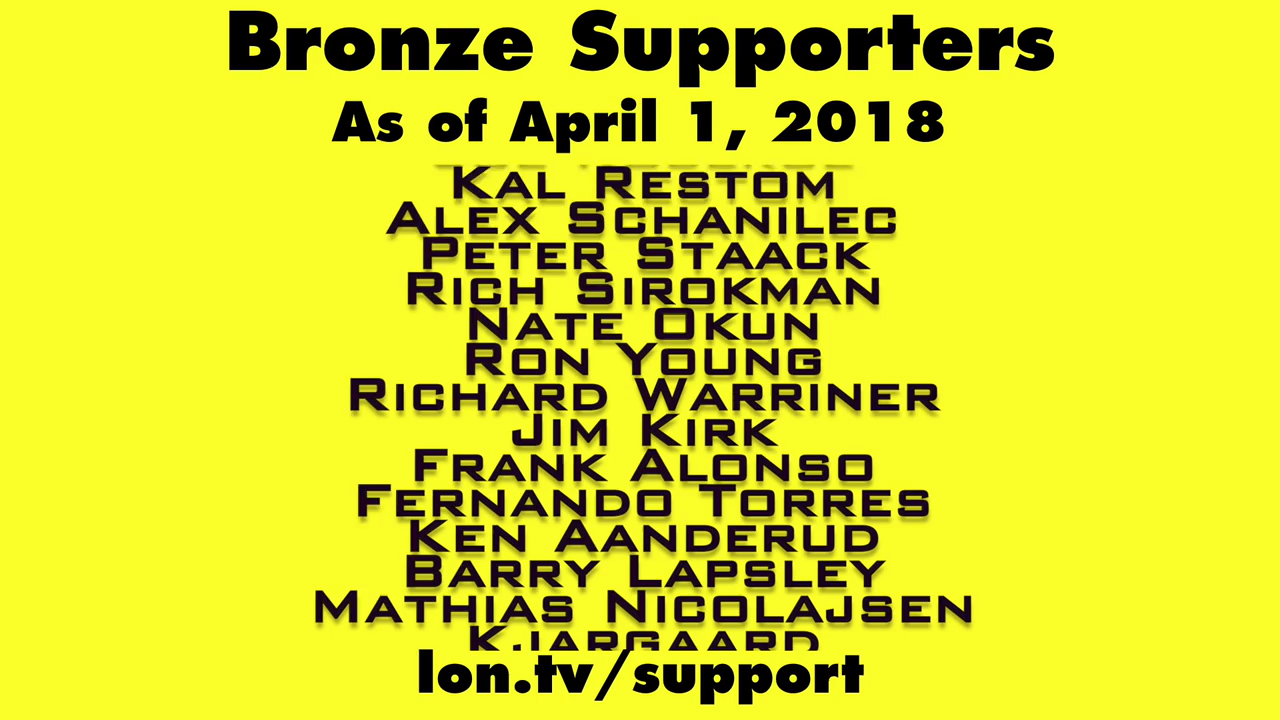 Bronze Supporters
As of April 1, 2018
Kal Restom
Alex Schanilec
Peter Staack
Rich Sirokman
Nate Okun
Ron Young
Richard Warriner
Jim Kirk
Frank Alonso
Fernando Torres
Ken Aanderud
Barry Lapsley
Mathias Nicolajsen
Kjargaard
lon.tv/support